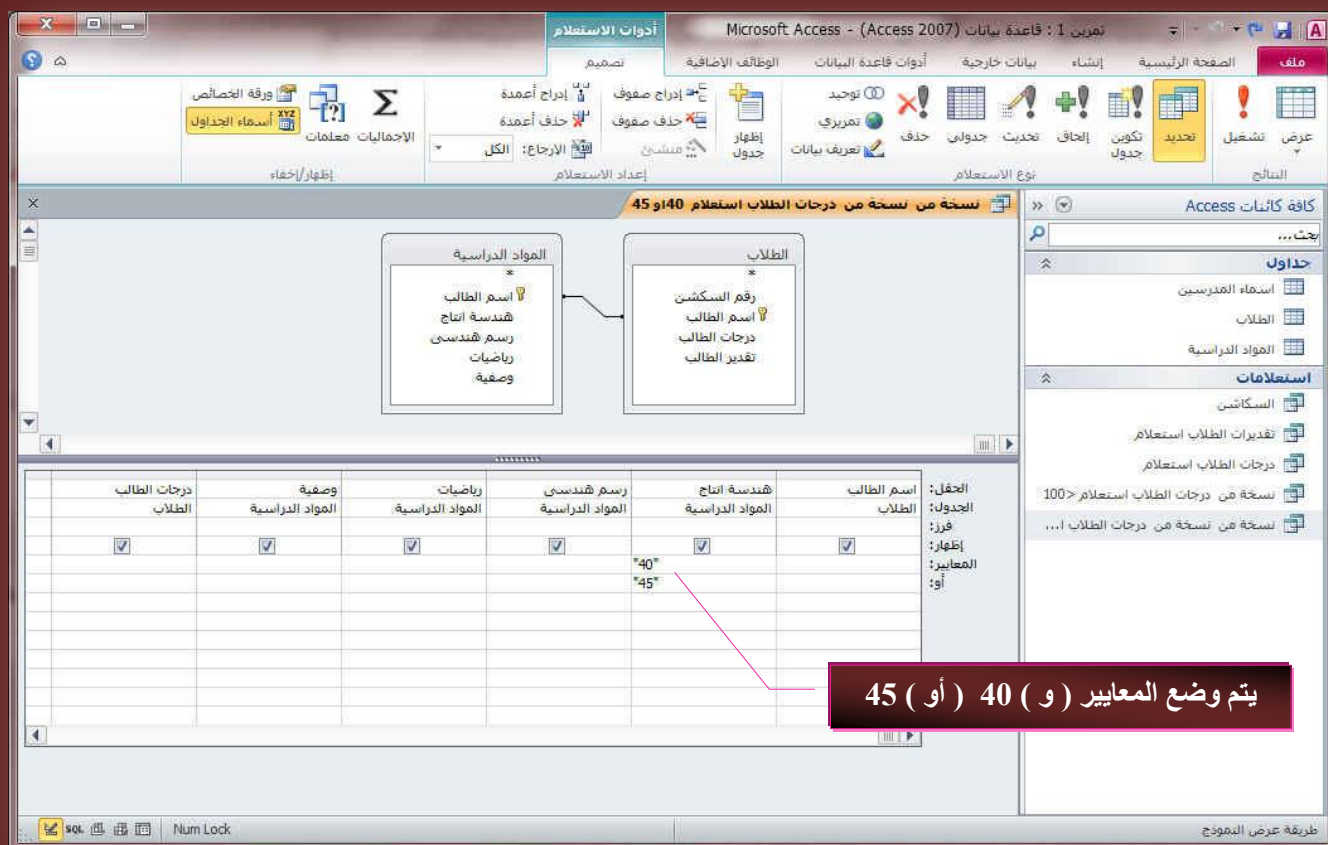 تمرين 1 : قاعدة بيانات (Access 2007) - Microsoft Access
أدوات الاستعلام
ملف الصفحة الرئيسية إنشاء بيانات خارجية أدوات قاعدة البيانات الوظائف الإضافية تصميم
عرض تشغيل
النتائج
تحديد تكوين جدول إلحاق تحديث جدولي حذف
توحيد
تمريري
تعريف بيانات
نوع الاستعلام
إظهار جدول
إدراج صفوف
حذف صفوف
منشئ
إدراج أعمدة
حذف أعمدة
الإرجاع: الكل
إعداد الاستعلام
الإجماليات معلمات
ورقة الخصائص
أسماء الجداول
إظهار/إخفاء
كافة كائنات Access
بحث...
جداول
اسماء المدرسين
الطلاب
المواد الدراسية
استعلامات
السكاشن
تقديرات الطلاب استعلام
درجات الطلاب استعلام
نسخة من درجات الطلاب استعلام <100
نسخة من نسخة من درجات الطلاب ا...
نسخة من نسخة من درجات الطلاب استعلام 40او 45
الطلاب
*
رقم السكشن
اسم الطالب
درجات الطالب
تقدير الطالب
المواد الدراسية
*
اسم الطالب
هندسة انتاج
رسم هندسى
رياضيات
وصفية
الحقل: اسم الطالب هندسة انتاج رسم هندسى رياضيات وصفية درجات الطالب
الجدول: الطلاب المواد الدراسية المواد الدراسية المواد الدراسية المواد الدراسية الطلاب
فرز:
إظهار:
المعايير: "40"
أو: "45"
يتم وضع المعايير ( و ) 40 ( أو ) 45
طريقة عرض النموذج
Num Lock
SQL